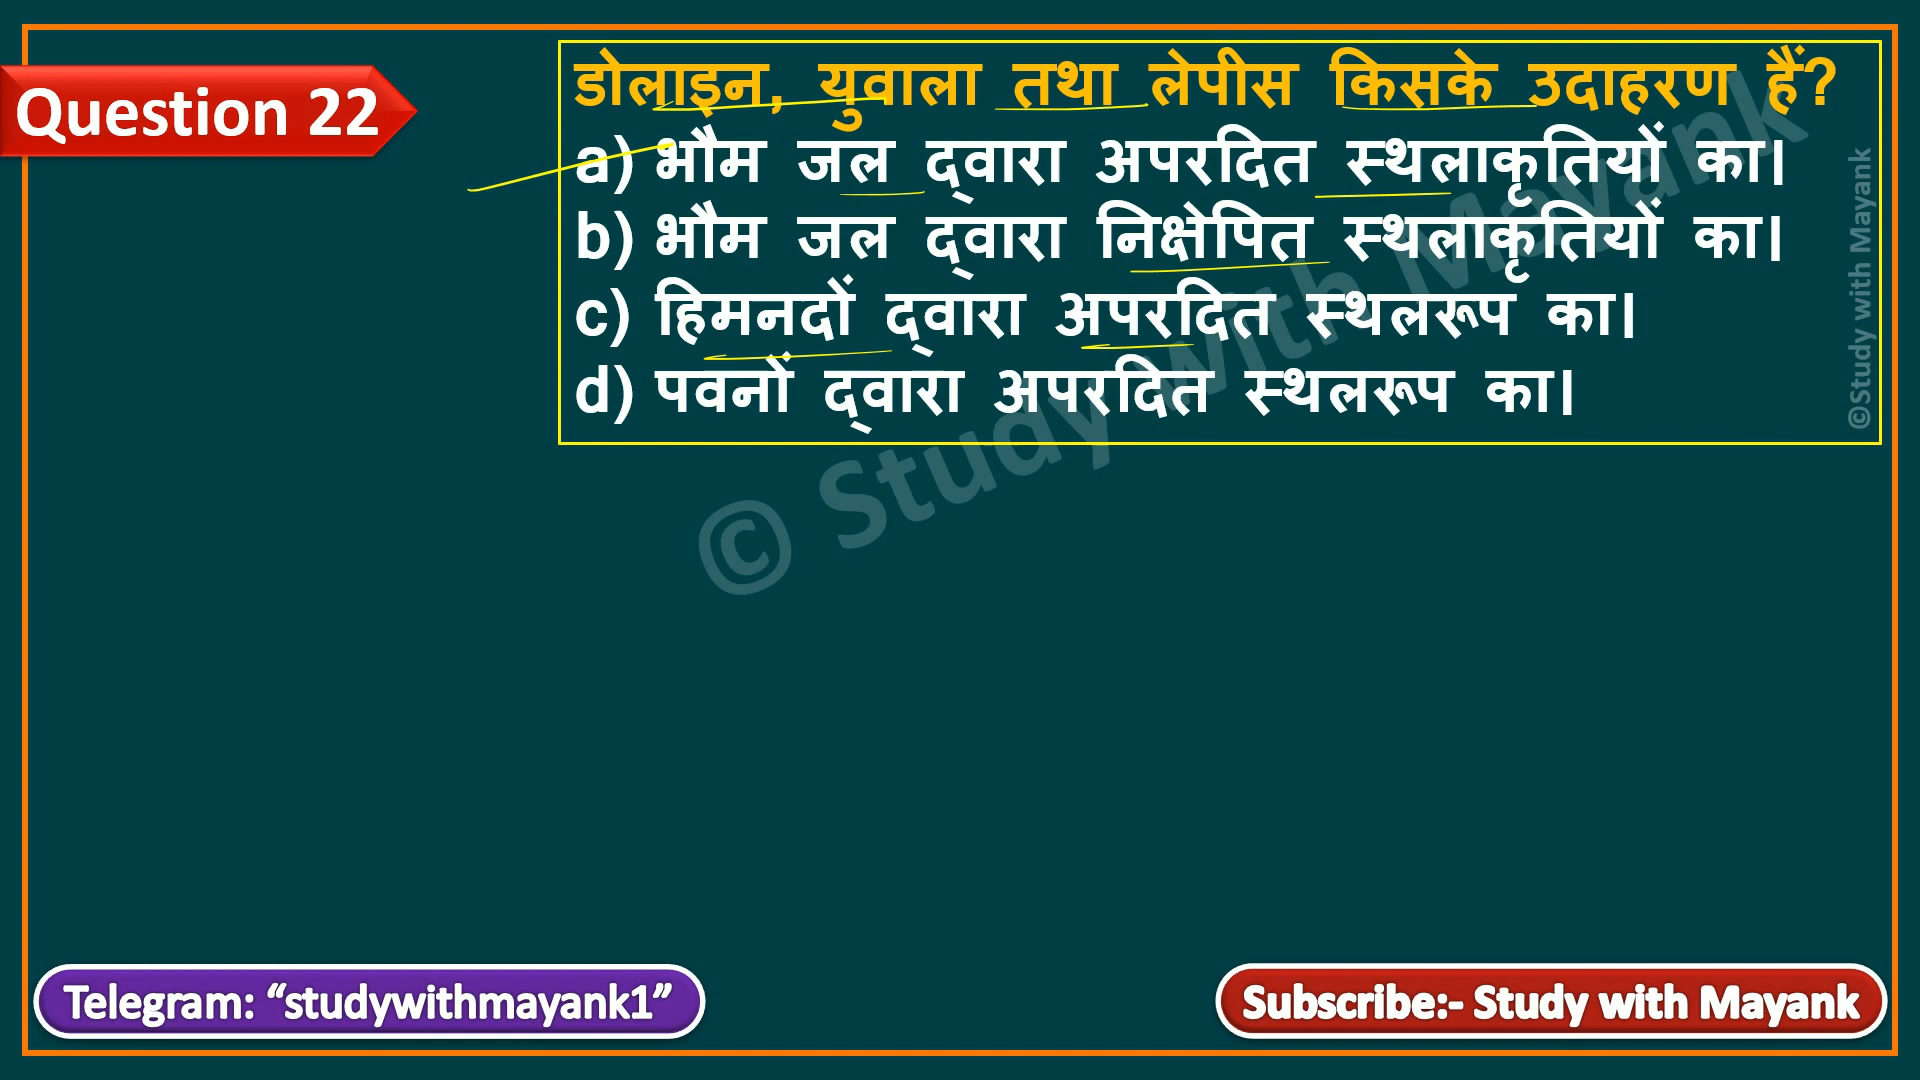 Question 22
डोलाइन, युवाला तथा लेपीस किसके उदाहरण हैं?
a) भौम जल द्वारा अपरदित स्थलाकृतियों का।
b) भौम जल द्वारा निक्षेपित स्थलाकृतियों का।
c) हिमनदों द्वारा अपरदित स्थलरूप का।
d) पवनों द्वारा अपरदित स्थलरूप का।
©Study with Mayank
© Study with Mayank
Telegram: “studywithmayank1”
Subscribe:- Study with Mayank